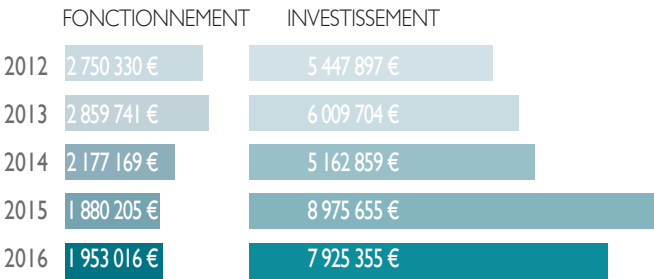 FONCTIONNEMENT INVESTISSEMENT
2012 2 750 330 € 5 447 897 €
2013 2 859 741 € 6 009 704 €
2014 2 177 169 € 5 162 859 €
2015 1 880 205 € 8 975 655 €
2016 1 953 016 € 7 925 355 €